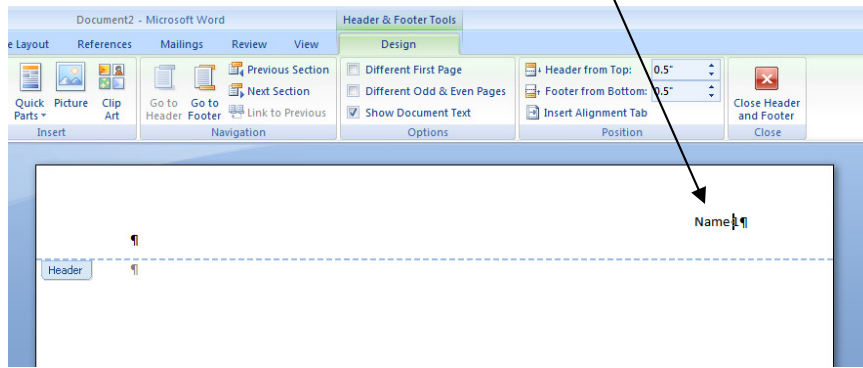 Document2 - Microsoft Word Header & Footer Tools
e Layout References Mailings Review View Design
Quick Parts Picture Clip Art
Insert
Go to Header Go to Footer Previous Section
Next Section
Link to Previous
Navigation
Different First Page
Different Odd & Even Pages
Show Document Text
Options
Header from Top: 0.5"
Footer from Bottom: 0.5"
Insert Alignment Tab
Position
Close Header and Footer
Close
Name 1¶
¶
Header ¶